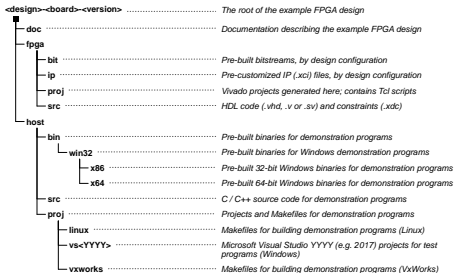 <design>-<board>-<version> The root of the example FPGA design
doc Documentation describing the example FPGA design
fpga
bit Pre-built bitstreams, by design configuration
ip Pre-customized IP (.xci) files, by design configuration
proj Vivado projects generated here; contains Tcl scripts
src HDL code (.vhd, .v or .sv) and constraints (.xdc)
host
bin Pre-built binaries for demonstration programs
win32 Pre-built binaries for Windows demonstration programs
x86 Pre-built 32-bit Windows binaries for demonstration programs
x64 Pre-built 64-bit Windows binaries for demonstration programs
src C / C++ source code for demonstration programs
proj Projects and Makefiles for demonstration programs
linux Makefiles for building demonstration programs (Linux)
vs<YYYY> Microsoft Visual Studio YYYY (e.g. 2017) projects for test
programs (Windows)
vxworks Makefiles for building demonstration programs (VxWorks)